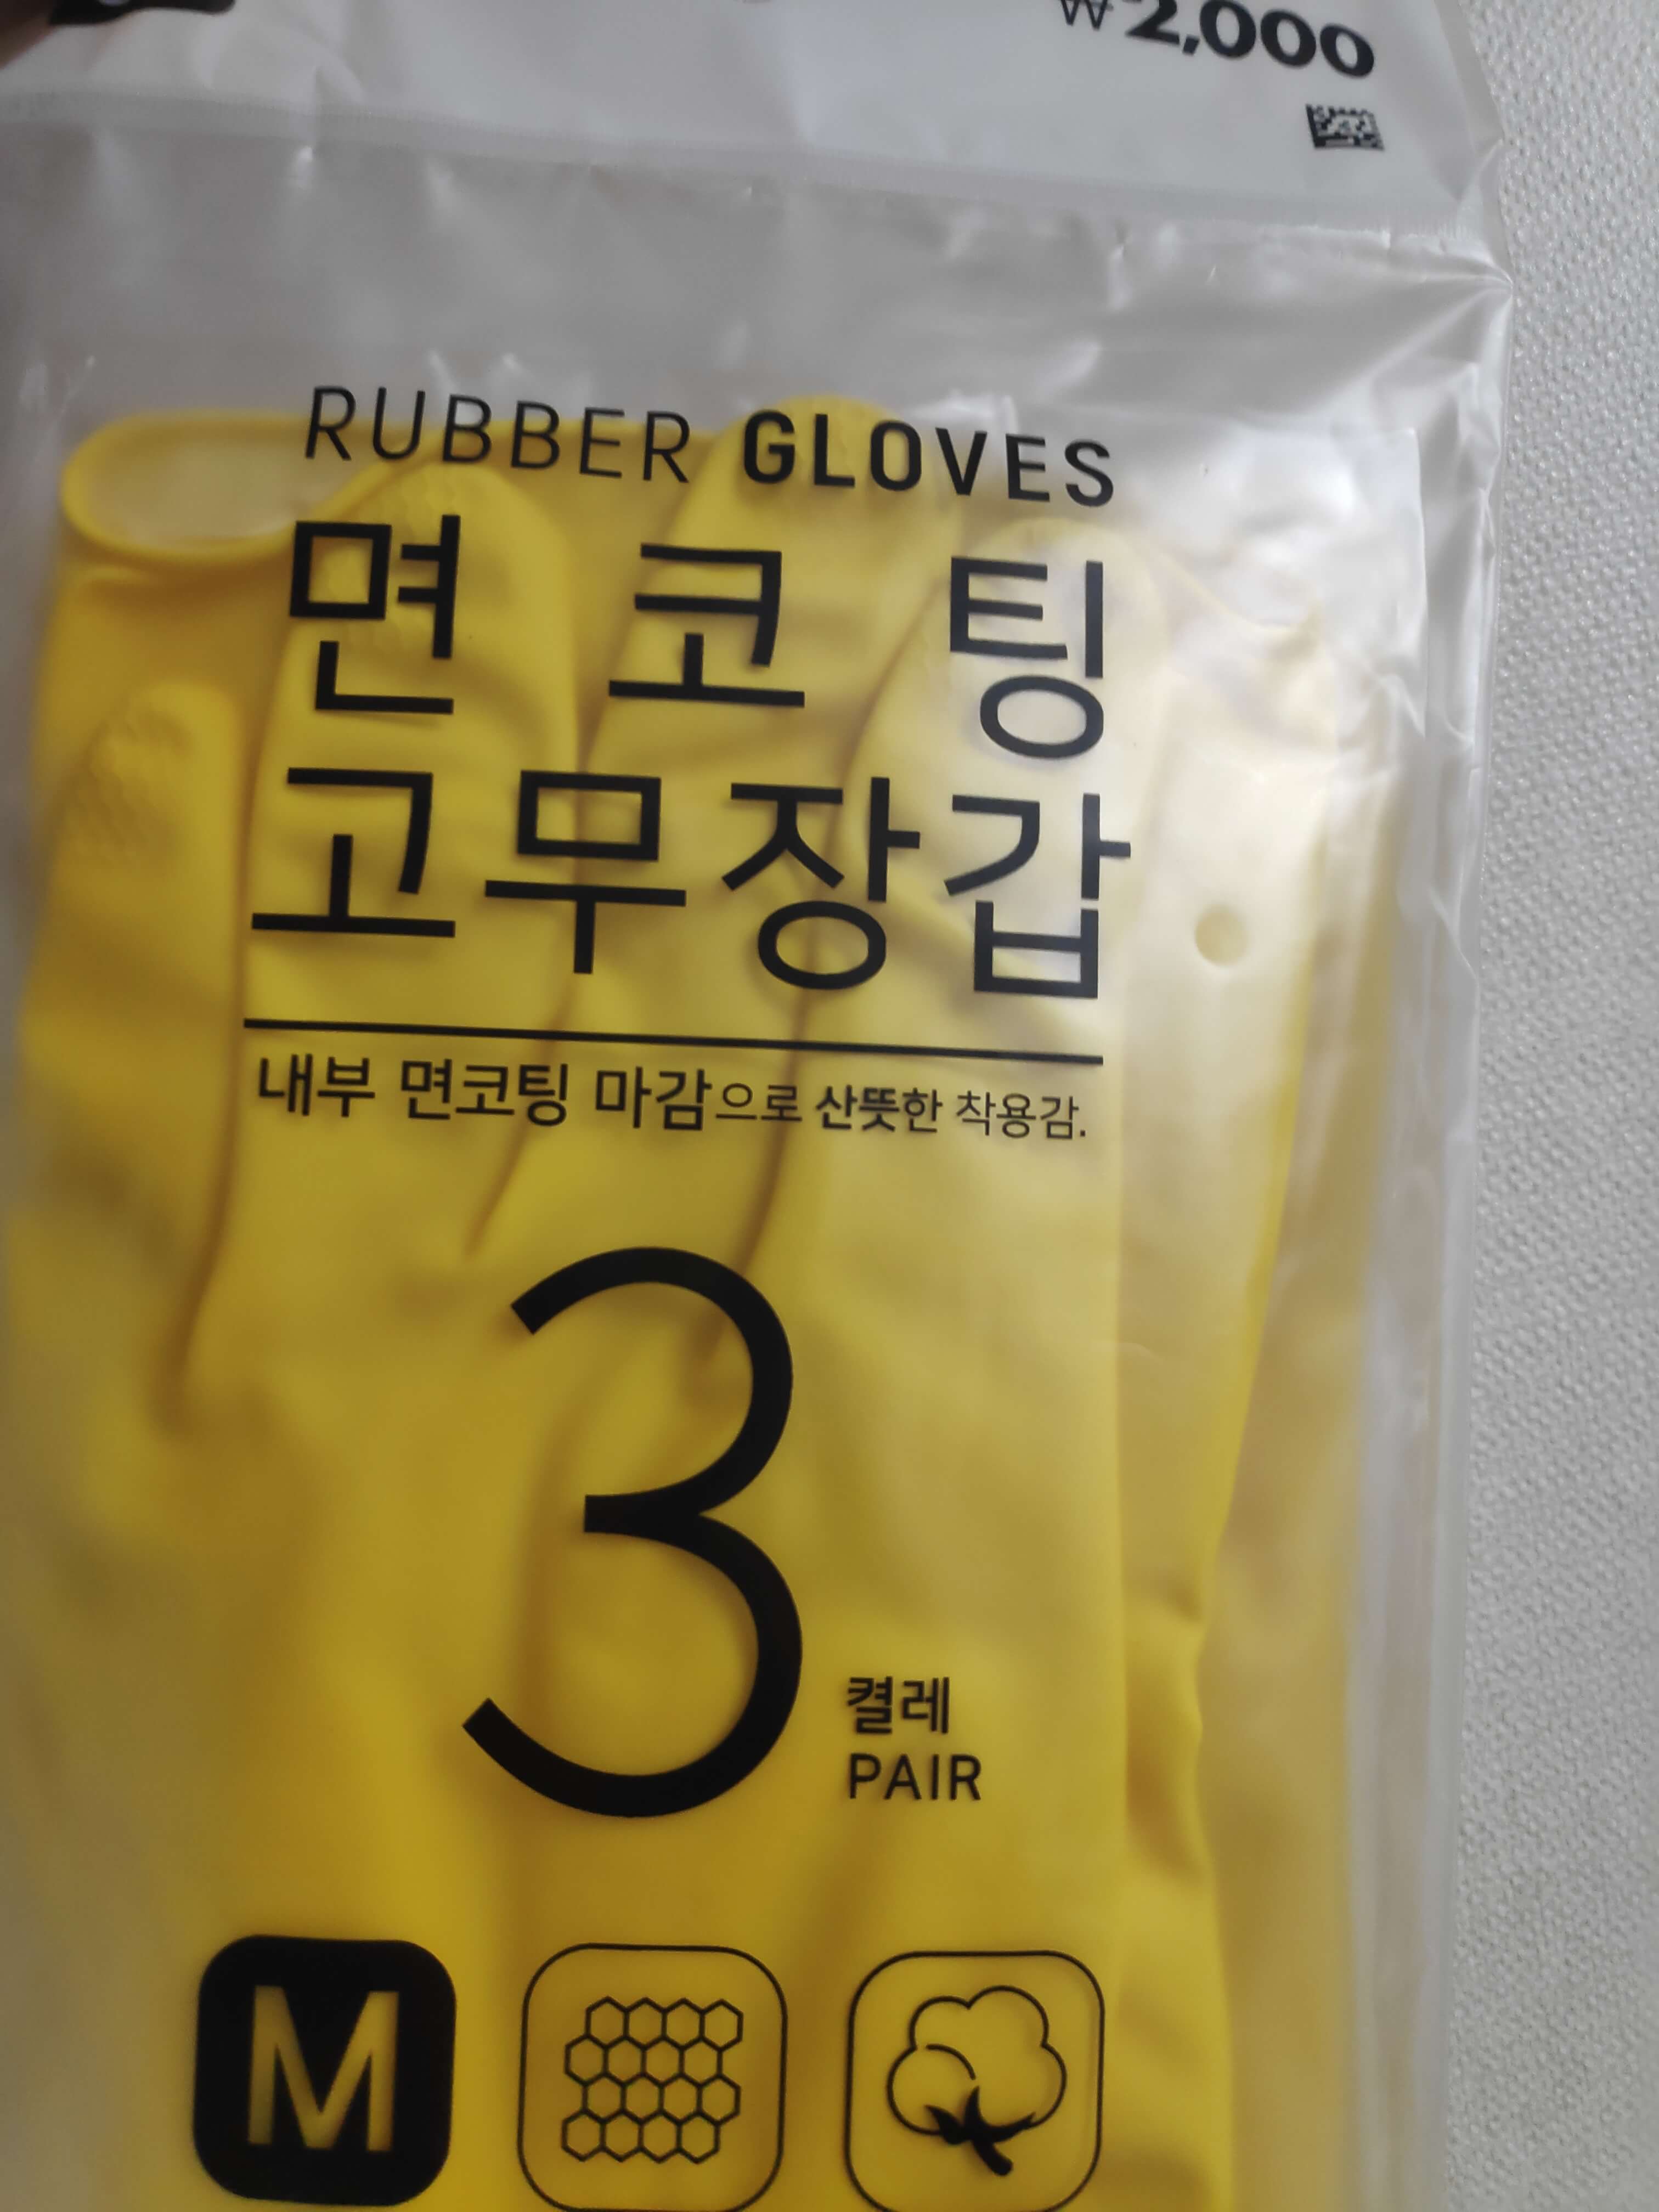 ₩2,000
RUBBER GLOVES
면 코 팅
고무장갑
내부 면코팅 마감으로 산뜻한 착용감.
3
켤레
PAIR
M